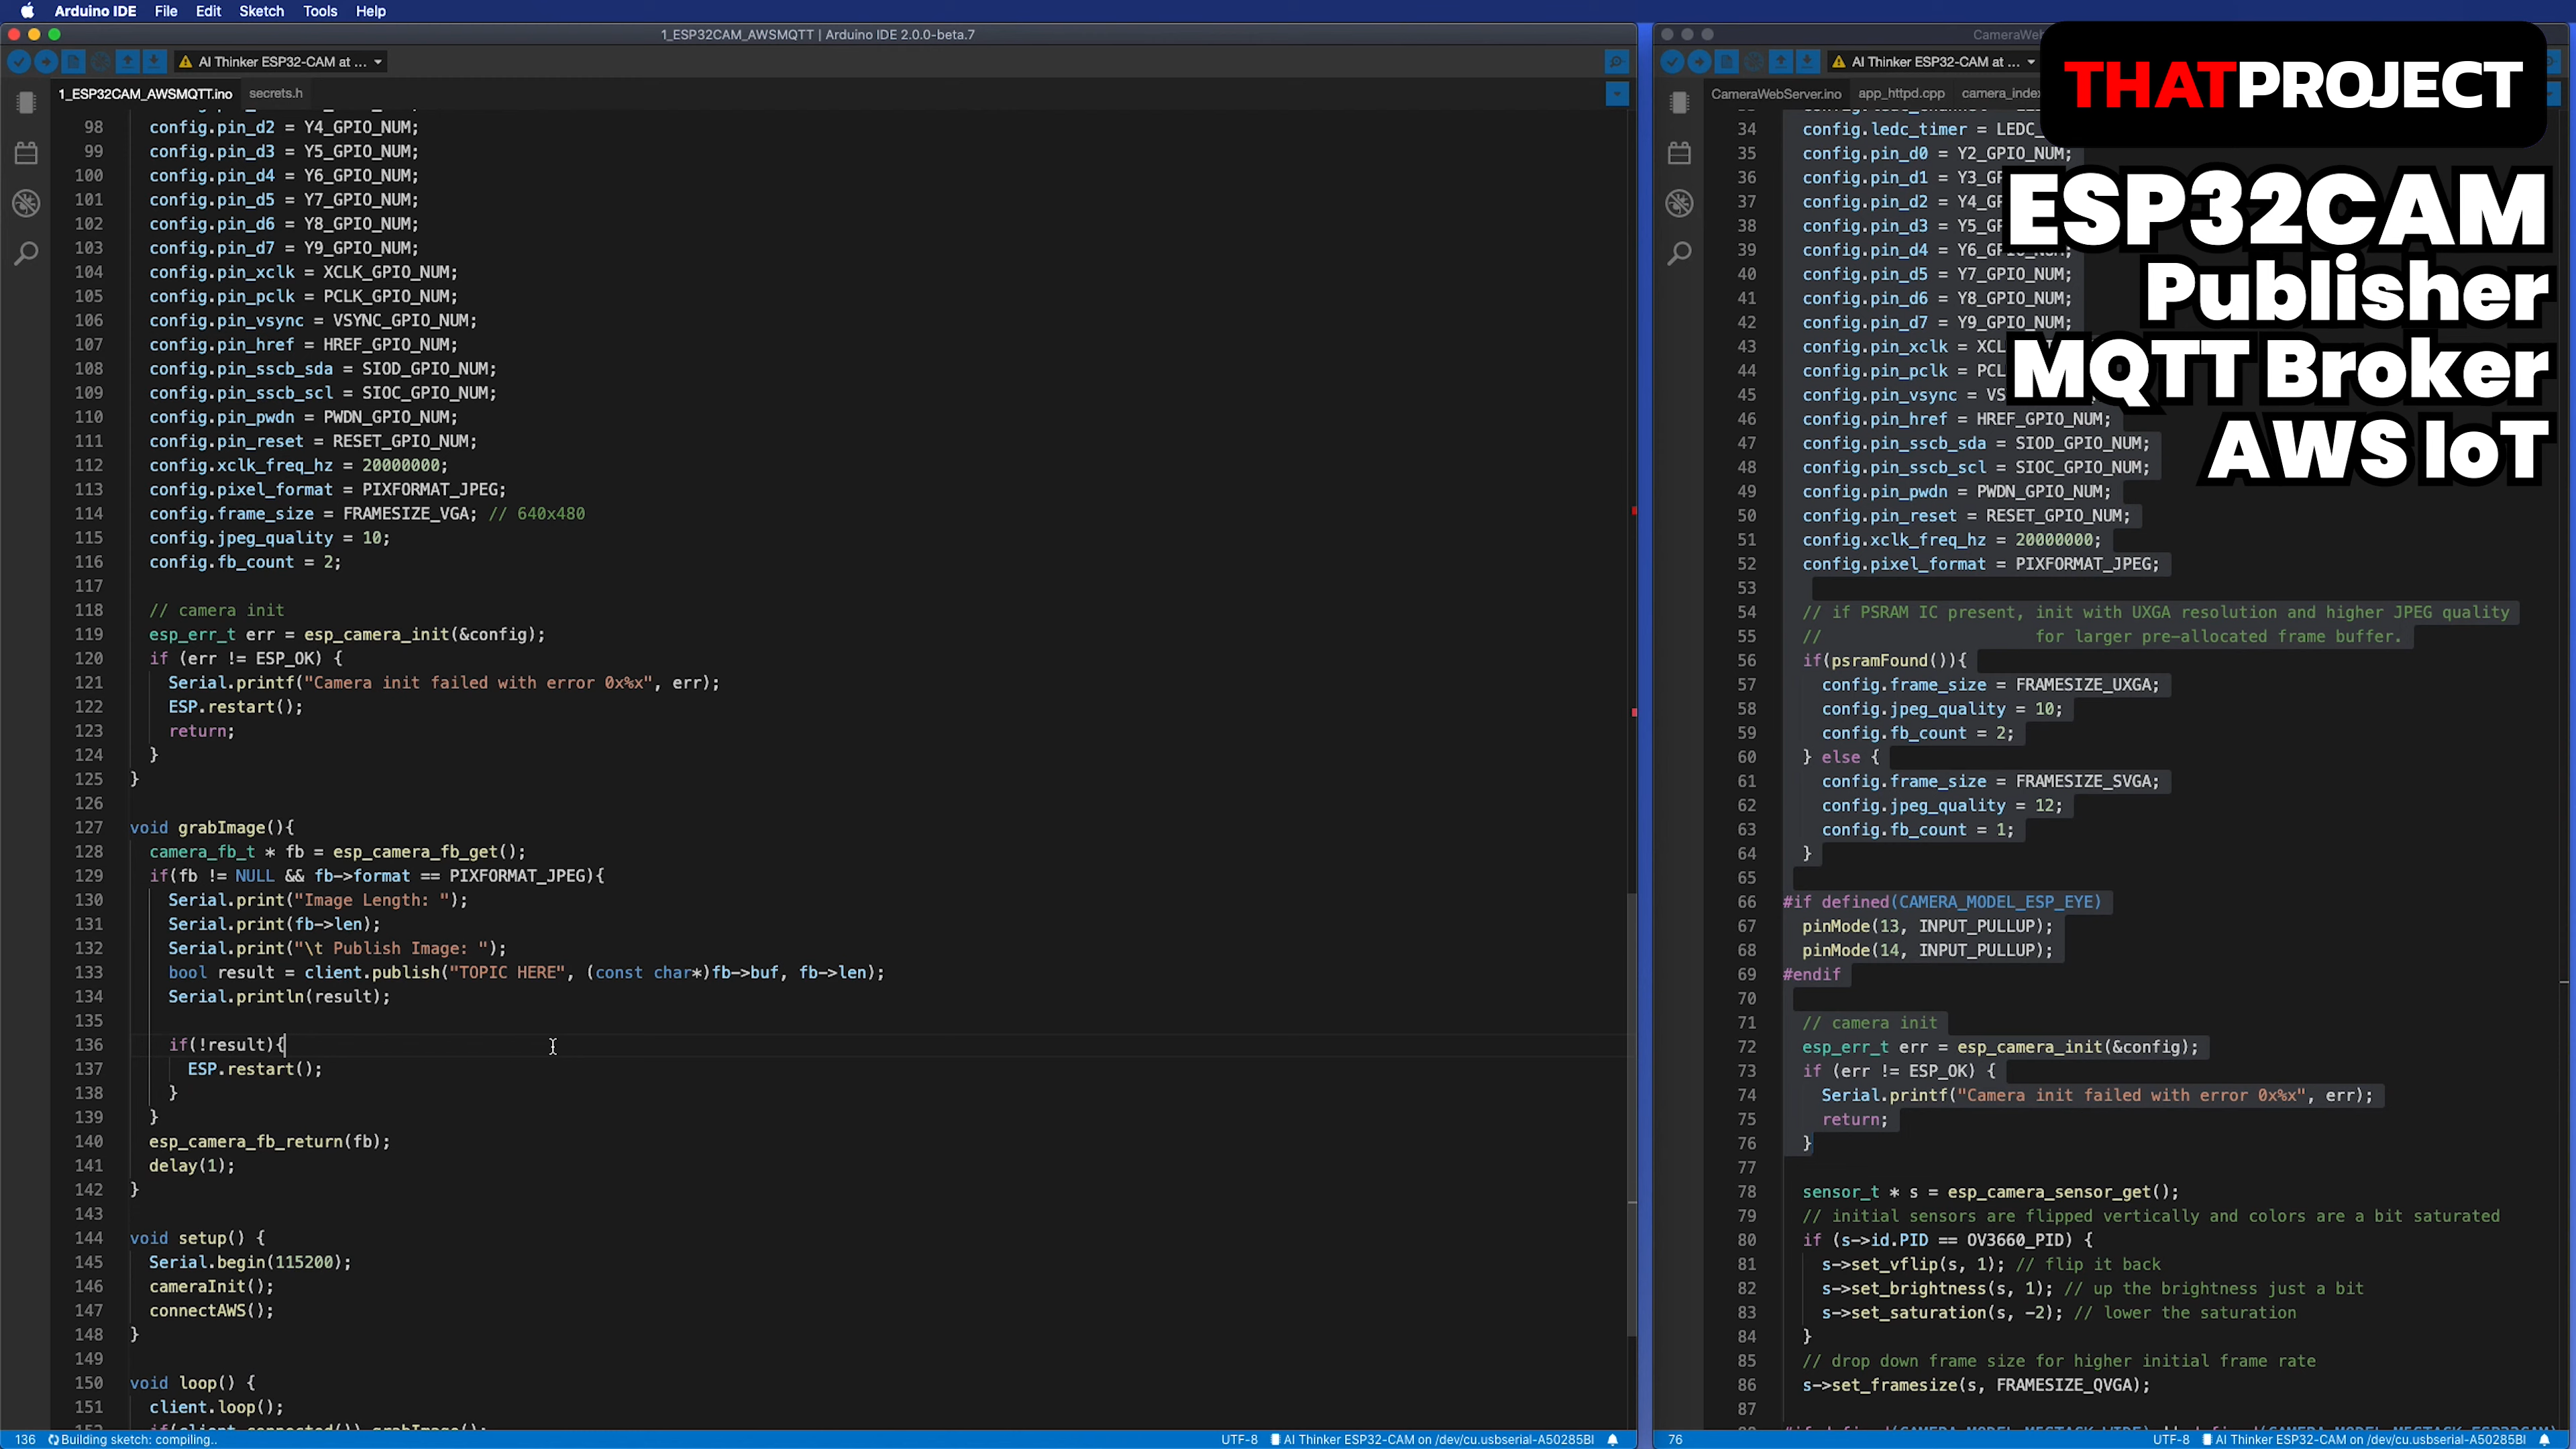 Arduino IDE File Edit Sketch Tools Help
1_ESP32CAM_AWSMQTT | Arduino IDE 2.0.0-beta.7
AI Thinker ESP32-CAM at ...
1_ESP32CAM_AWSMQTT.ino secrets.h
98 config.pin_d2 = Y4_GPIO_NUM;
99 config.pin_d3 = Y5_GPIO_NUM;
100 config.pin_d4 = Y6_GPIO_NUM;
101 config.pin_d5 = Y7_GPIO_NUM;
102 config.pin_d6 = Y8_GPIO_NUM;
103 config.pin_d7 = Y9_GPIO_NUM;
104 config.pin_xclk = XCLK_GPIO_NUM;
105 config.pin_pclk = PCLK_GPIO_NUM;
106 config.pin_vsync = VSYNC_GPIO_NUM;
107 config.pin_href = HREF_GPIO_NUM;
108 config.pin_sscb_sda = SIOD_GPIO_NUM;
109 config.pin_sscb_scl = SIOC_GPIO_NUM;
110 config.pin_pwdn = PWDN_GPIO_NUM;
111 config.pin_reset = RESET_GPIO_NUM;
112 config.xclk_freq_hz = 20000000;
113 config.pixel_format = PIXFORMAT_JPEG;
114 config.frame_size = FRAMESIZE_VGA; // 640x480
115 config.jpeg_quality = 10;
116 config.fb_count = 2;
117
118 // camera init
119 esp_err_t err = esp_camera_init(&config);
120 if (err != ESP_OK) {
121 Serial.printf("Camera init failed with error 0x%x", err);
122 ESP.restart();
123 return;
124 }
125 }
126
127 void grabImage(){
128 camera_fb_t * fb = esp_camera_fb_get();
129 if(fb != NULL && fb->format == PIXFORMAT_JPEG){
130 Serial.print("Image Length: ");
131 Serial.print(fb->len);
132 Serial.print("\t Publish Image: ");
133 bool result = client.publish("TOPIC HERE", (const char*)fb->buf, fb->len);
134 Serial.println(result);
135
136 if(!result){
137 ESP.restart();
138 }
139 }
140 esp_camera_fb_return(fb);
141 delay(1);
142 }
143
144 void setup() {
145 Serial.begin(115200);
146 cameraInit();
147 connectAWS();
148 }
149
150 void loop() {
151 client.loop();
136 Building sketch: compiling..
UTF-8 AI Thinker ESP32-CAM on /dev/cu.usbserial-A50285BI
CameraWeb
AI Thinker ESP32-CAM at ...
CameraWebServer.ino app_httpd.cpp camera_index
34 config.ledc_timer = LEDC_
35 config.pin_d0 = Y2_GPIO_NUM;
36 config.pin_d1 = Y3_GP
37 config.pin_d2 = Y4_GP
38 config.pin_d3 = Y5_GP
39 config.pin_d4 = Y6_GPIO_NUM;
40 config.pin_d5 = Y7_GPIO_NUM;
41 config.pin_d6 = Y8_GPIO_NUM;
42 config.pin_d7 = Y9_GPIO_NUM;
43 config.pin_xclk = XCL
44 config.pin_pclk = PCL
45 config.pin_vsync = VS
46 config.pin_href = HREF_GPIO_NUM;
47 config.pin_sscb_sda = SIOD_GPIO_NUM;
48 config.pin_sscb_scl = SIOC_GPIO_NUM;
49 config.pin_pwdn = PWDN_GPIO_NUM;
50 config.pin_reset = RESET_GPIO_NUM;
51 config.xclk_freq_hz = 20000000;
52 config.pixel_format = PIXFORMAT_JPEG;
53
54 // if PSRAM IC present, init with UXGA resolution and higher JPEG quality
55 // for larger pre-allocated frame buffer.
56 if(psramFound()){
57 config.frame_size = FRAMESIZE_UXGA;
58 config.jpeg_quality = 10;
59 config.fb_count = 2;
60 } else {
61 config.frame_size = FRAMESIZE_SVGA;
62 config.jpeg_quality = 12;
63 config.fb_count = 1;
64 }
65
66 #if defined(CAMERA_MODEL_ESP_EYE)
67 pinMode(13, INPUT_PULLUP);
68 pinMode(14, INPUT_PULLUP);
69 #endif
70
71 // camera init
72 esp_err_t err = esp_camera_init(&config);
73 if (err != ESP_OK) {
74 Serial.printf("Camera init failed with error 0x%x", err);
75 return;
76 }
77
78 sensor_t * s = esp_camera_sensor_get();
79 // initial sensors are flipped vertically and colors are a bit saturated
80 if (s->id.PID == OV3660_PID) {
81 s->set_vflip(s, 1); // flip it back
82 s->set_brightness(s, 1); // up the brightness just a bit
83 s->set_saturation(s, -2); // lower the saturation
84 }
85 // drop down frame size for higher initial frame rate
86 s->set_framesize(s, FRAMESIZE_QVGA);
87
76
UTF-8 AI Thinker ESP32-CAM on /dev/cu.usbserial-A50285BI
THATPROJECT
ESP32CAM
Publisher
MQTT Broker
AWS IoT